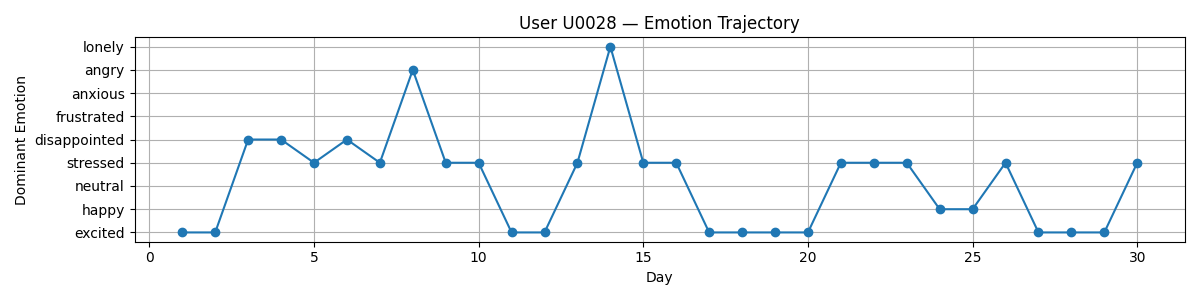 User U0028 — Emotion Trajectory
Dominant Emotion
lonely
angry
anxious
frustrated
disappointed
stressed
neutral
happy
excited
0 5 10 15 20 25 30
Day